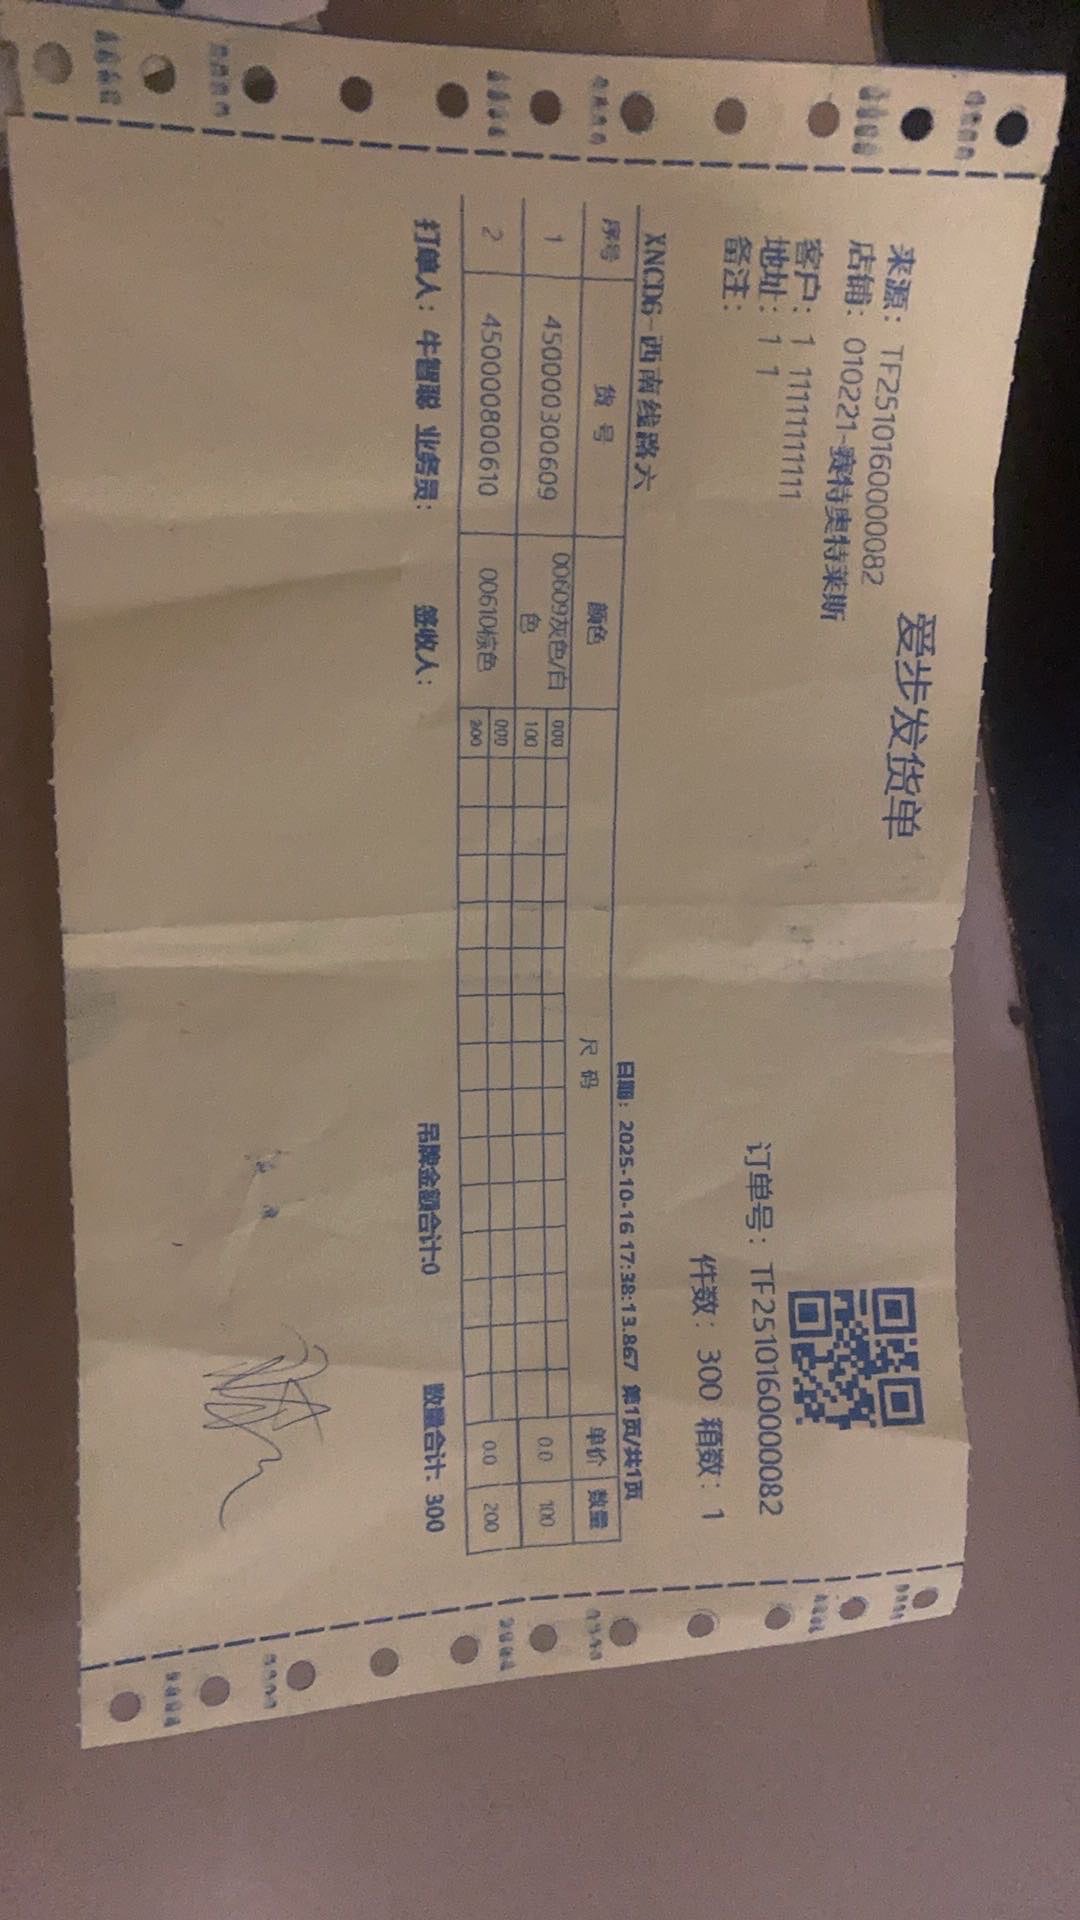 爱步发货单
来源：TF2510160000082
店铺：0102221-赛特奥特莱斯
客户：1 11111111111
地址：1 1
备注：
订单号：TF2510160000082
件数：300 箱数：1
XNCDG-西南线路六 日期：2025-10-16 17:38:13.867 第1页/共1页
序号 货号 颜色 尺码 单价 数量
1 450000300609 00609灰色/白色 000 100 0.0 100
2 450000800610 00610棕色 000 200 0.0 200
打单人：牛智聪 业务员： 签收人： 吊牌金额合计:0 数量合计：300